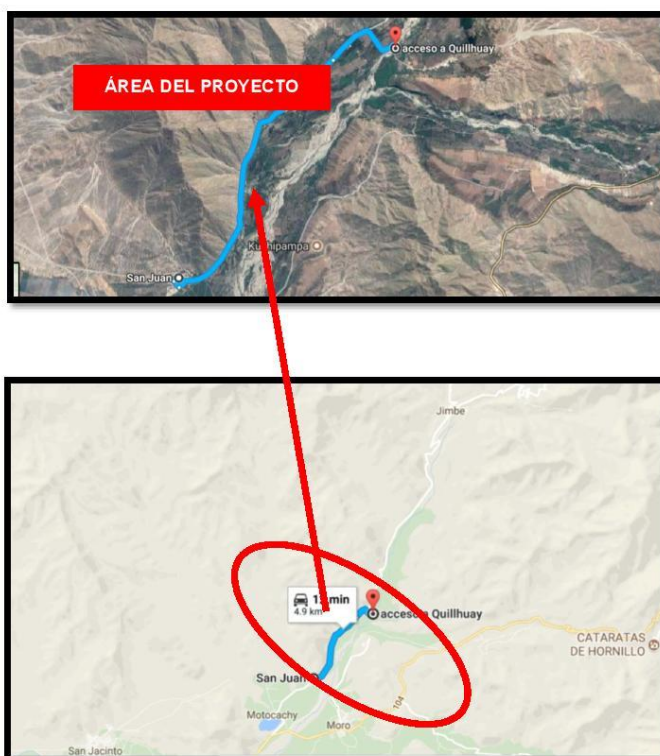 acceso a Quillhuay
ÁREA DEL PROYECTO
San Juan
Jimbe
min
4.9 km
acceso a Quillhuay
CATARATAS
DE HORNILLO
San Juan
104
Motocachy
Moro
San Jacinto